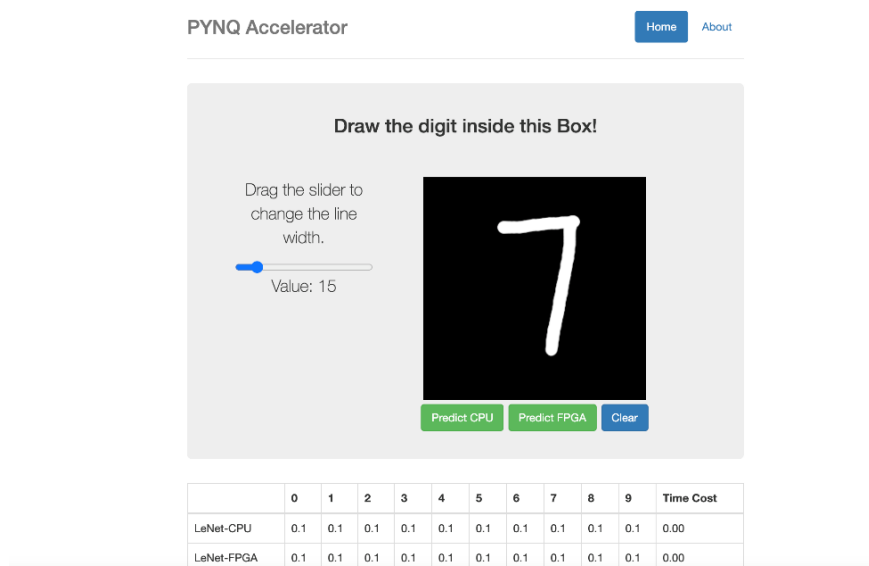 PYNQ Accelerator
Home About
Draw the digit inside this Box!
Drag the slider to
change the line
width.
Value: 15
7
Predict CPU Predict FPGA Clear
0 1 2 3 4 5 6 7 8 9 Time Cost
LeNet-CPU 0.1 0.1 0.1 0.1 0.1 0.1 0.1 0.1 0.1 0.1 0.00
LeNet-FPGA 0.1 0.1 0.1 0.1 0.1 0.1 0.1 0.1 0.1 0.1 0.00